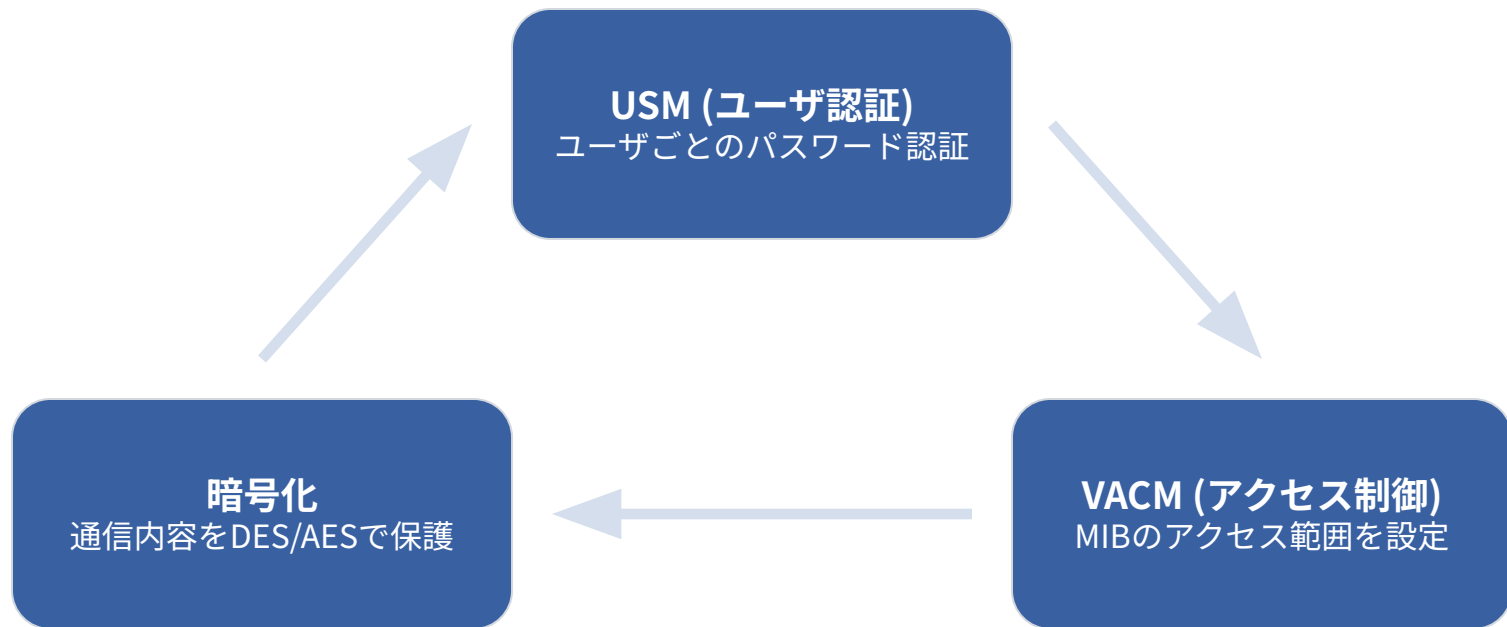 USM (ユーザ認証)
ユーザごとのパスワード認証
暗号化
通信内容をDES/AESで保護
VACM (アクセス制御)
MIBのアクセス範囲を設定